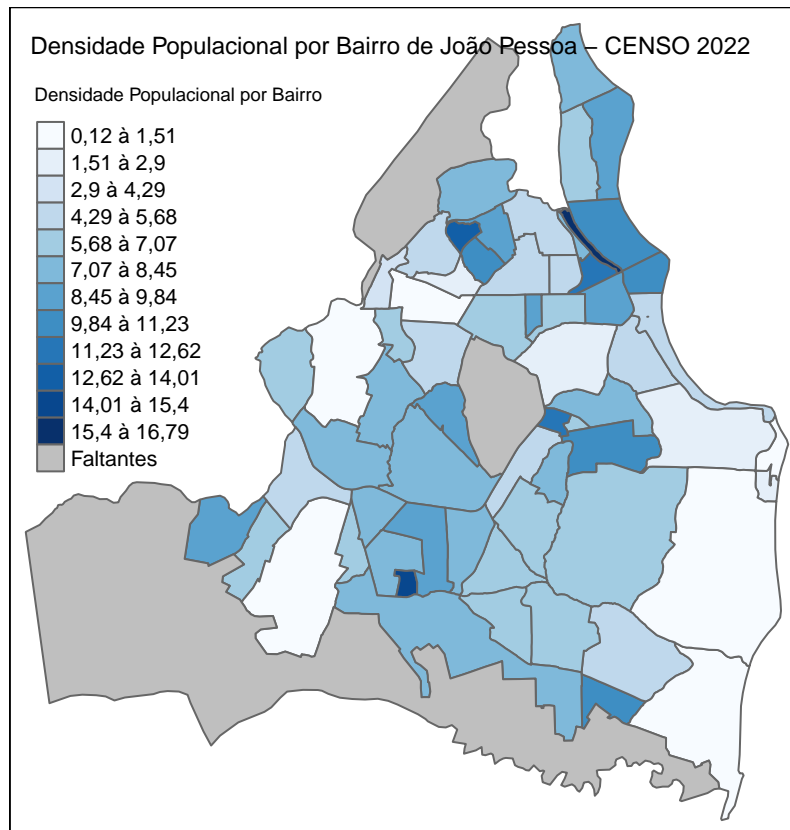 Densidade Populacional por Bairro de João Pessoa – CENSO 2022
Densidade Populacional por Bairro
0,12 à 1,51
1,51 à 2,9
2,9 à 4,29
4,29 à 5,68
5,68 à 7,07
7,07 à 8,45
8,45 à 9,84
9,84 à 11,23
11,23 à 12,62
12,62 à 14,01
14,01 à 15,4
15,4 à 16,79
Faltantes